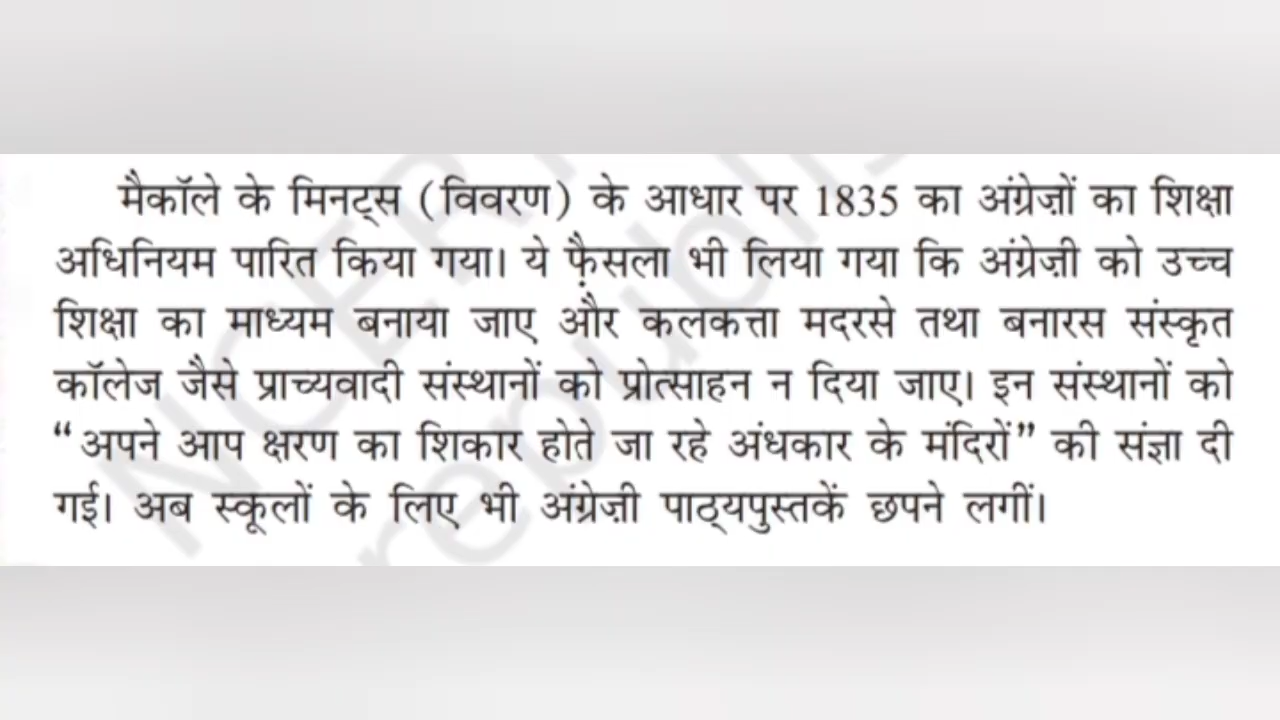 मैकॉले के मिनट्स (विवरण) के आधार पर 1835 का अंग्रेज़ों का शिक्षा
अधिनियम पारित किया गया। ये फ़ैसला भी लिया गया कि अंग्रेज़ी को उच्च
शिक्षा का माध्यम बनाया जाए और कलकत्ता मदरसे तथा बनारस संस्कृत
कॉलेज जैसे प्राच्यवादी संस्थानों को प्रोत्साहन न दिया जाए। इन संस्थानों को
“अपने आप क्षरण का शिकार होते जा रहे अंधकार के मंदिरों” की संज्ञा दी
गई। अब स्कूलों के लिए भी अंग्रेज़ी पाठ्यपुस्तकें छपने लगीं।
NCERT